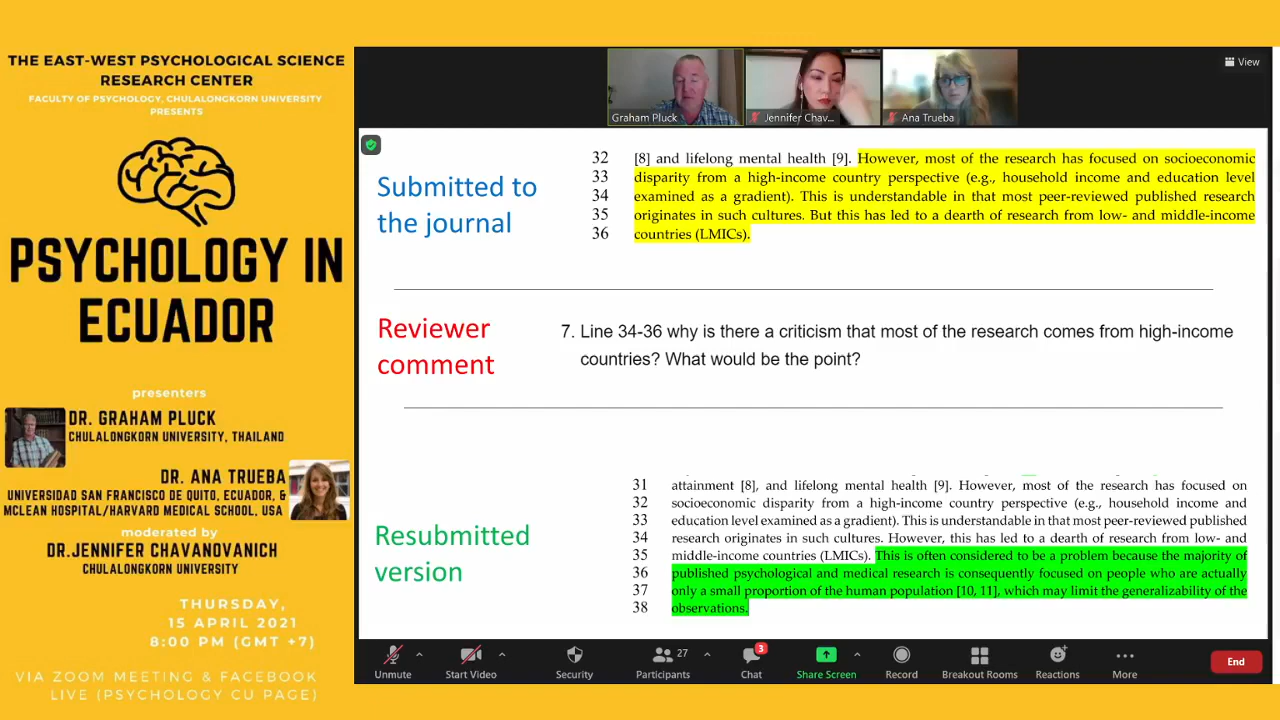 THE EAST-WEST PSYCHOLOGICAL SCIENCE
RESEARCH CENTER
FACULTY OF PSYCHOLOGY, CHULALONGKORN UNIVERSITY
PRESENTS
PSYCHOLOGY IN
ECUADOR
presenters
DR. GRAHAM PLUCK
CHULALONGKORN UNIVERSITY, THAILAND
DR. ANA TRUEBA
UNIVERSIDAD SAN FRANCISCO DE QUITO, ECUADOR, &
MCLEAN HOSPITAL/HARVARD MEDICAL SCHOOL, USA
moderated by
DR.JENNIFER CHAVANOVANICH
CHULALONGKORN UNIVERSITY
THURSDAY,
15 APRIL 2021
8:00 PM (GMT +7)
VIA ZOOM MEETING & FACEBOOK
LIVE (PSYCHOLOGY CU PAGE)
Graham Pluck
Jennifer Chav...
Ana Trueba
View
Submitted to
the journal
32 [8] and lifelong mental health [9]. However, most of the research has focused on socioeconomic
33 disparity from a high-income country perspective (e.g., household income and education level
34 examined as a gradient). This is understandable in that most peer-reviewed published research
35 originates in such cultures. But this has led to a dearth of research from low- and middle-income
36 countries (LMICs).
Reviewer
comment
7. Line 34-36 why is there a criticism that most of the research comes from high-income
countries? What would be the point?
Resubmitted
version
31 attainment [8], and lifelong mental health [9]. However, most of the research has focused on
32 socioeconomic disparity from a high-income country perspective (e.g., household income and
33 education level examined as a gradient). This is understandable in that most peer-reviewed published
34 research originates in such cultures. However, this has led to a dearth of research from low- and
35 middle-income countries (LMICs). This is often considered to be a problem because the majority of
36 published psychological and medical research is consequently focused on people who are actually
37 only a small proportion of the human population [10, 11], which may limit the generalizability of the
38 observations.
Unmute
Start Video
Security
27
Participants
3
Chat
Share Screen
Record
Breakout Rooms
Reactions
More
End